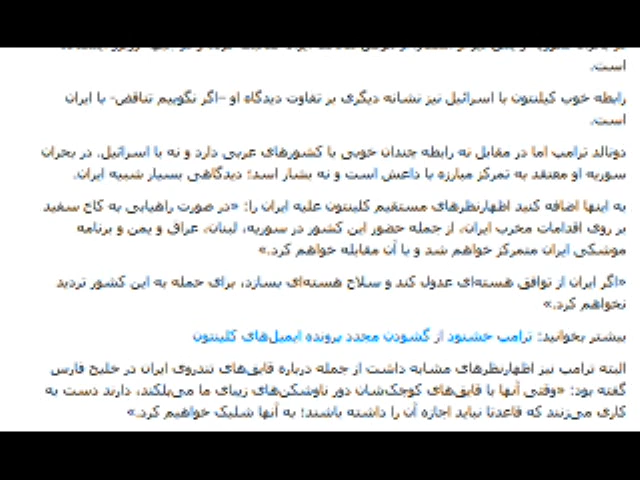 است.
رابطه خوب کیلنتون با اسرائیل نیز نشانه دیگری بر تفاوت دیدگاه او -اگر نگوییم تناقض- با ایران
است.
دونالد ترامپ اما در مقابل نه رابطه چندان خوبی با کشورهای عربی دارد و نه با اسرائیل. در بحران
سوریه او معتقد به تمرکز مبارزه با داعش است و نه بشار اسد؛ دیدگاهی بسیار شبیه ایران.
به اینها اضافه کنید اظهارنظرهای مستقیم کلینتون علیه ایران را: «در صورت راهیابی به کاخ سفید
بر روی اقدامات مخرب ایران، از جمله حضور این کشور در سوریه، لبنان، عراق و یمن و برنامه
موشکی ایران متمرکز خواهم شد و با آن مقابله خواهم کرد.»
«اگر ایران از توافق هسته‌ای عدول کند و سلاح هسته‌ای بسازد، برای حمله به این کشور تردید
نخواهم کرد.»
بیشتر بخوانید: ترامپ خشنود از گشودن مجدد پرونده ایمیل‌های کلینتون
البته ترامپ نیز اظهارنظرهای مشابه داشت از جمله درباره قایق‌های تندروی ایران در خلیج فارس
گفته بود: «وقتی آنها با قایق‌های کوچک‌شان دور ناوشکن‌های زیبای ما می‌پلکند، دارند دست به
کاری می‌زنند که قاعدتا نباید اجازه آن را داشته باشند؛ به آنها شلیک خواهیم کرد.»